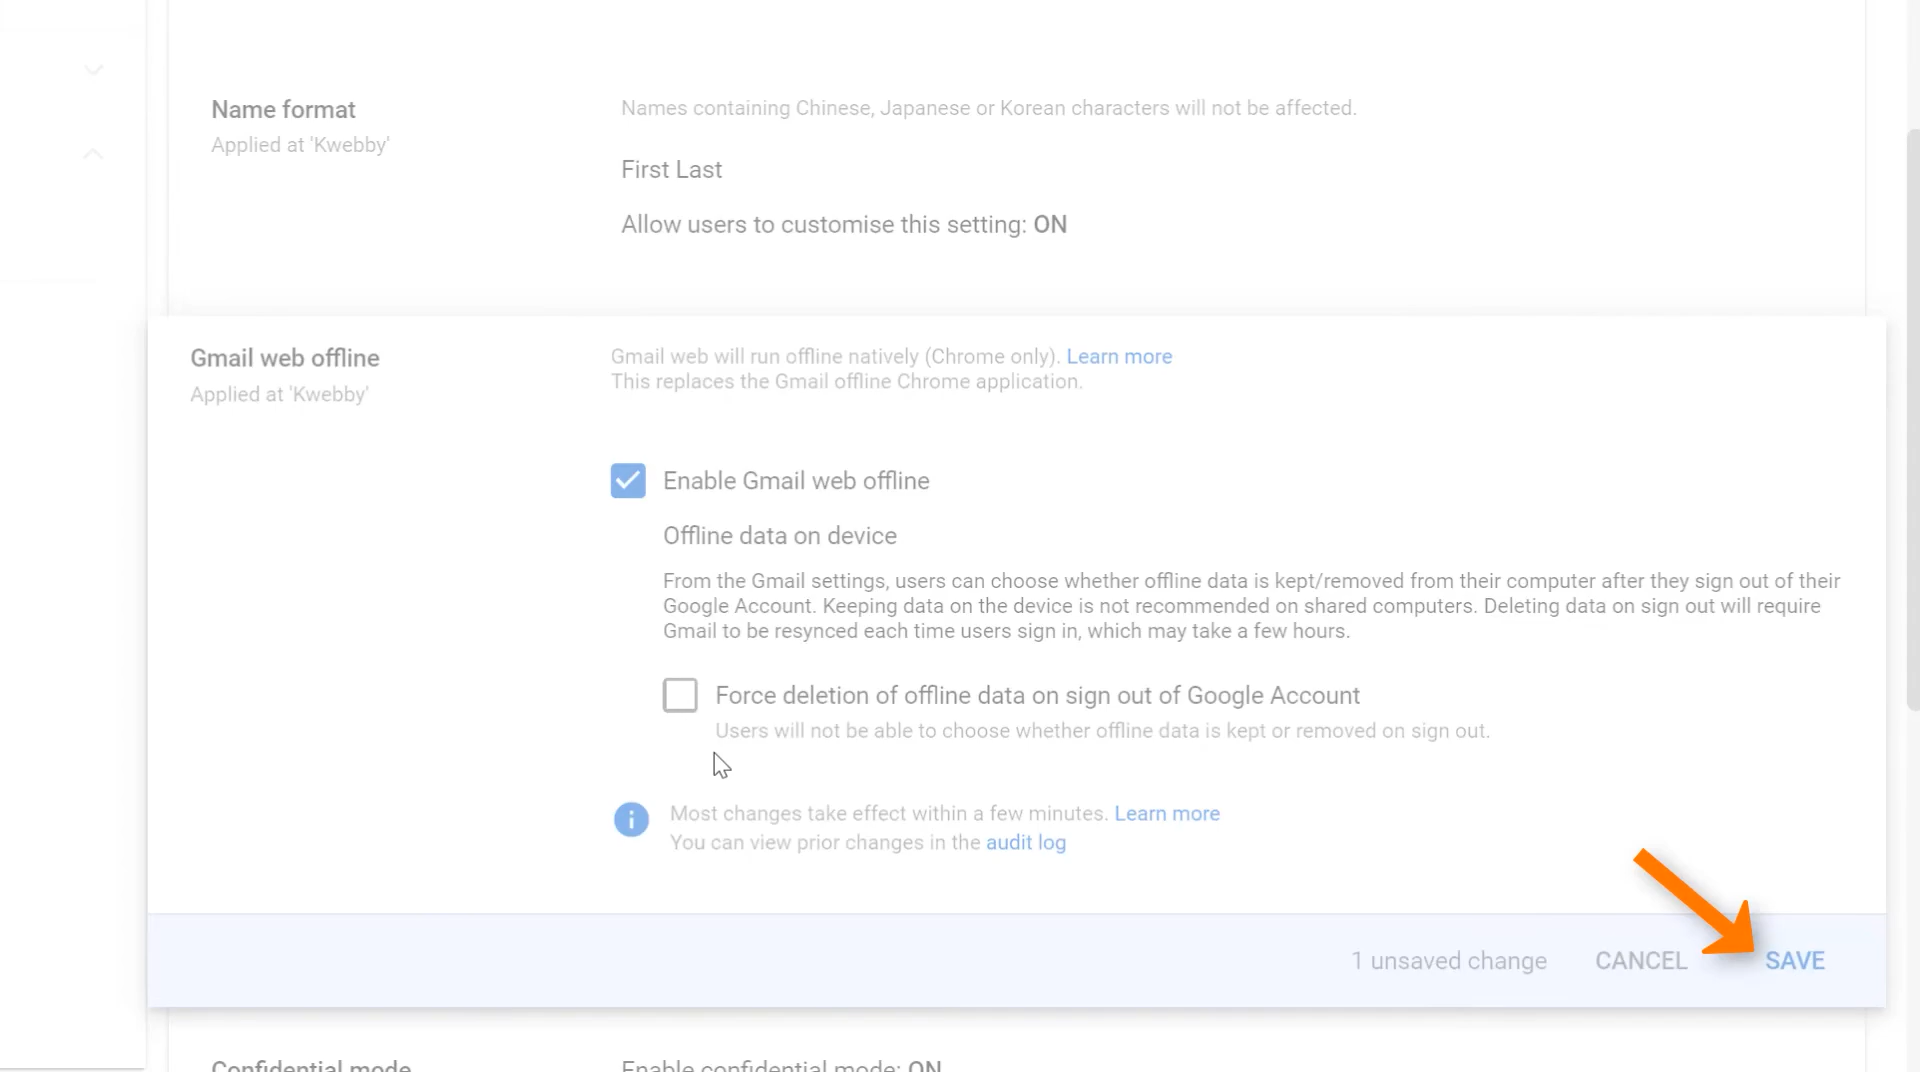 Name format
Applied at 'Kwebby'
Names containing Chinese, Japanese or Korean characters will not be affected.
First Last
Allow users to customise this setting: ON
Gmail web offline
Applied at 'Kwebby'
Gmail web will run offline natively (Chrome only). Learn more
This replaces the Gmail offline Chrome application.
Enable Gmail web offline
Offline data on device
From the Gmail settings, users can choose whether offline data is kept/removed from their computer after they sign out of their
Google Account. Keeping data on the device is not recommended on shared computers. Deleting data on sign out will require
Gmail to be resynced each time users sign in, which may take a few hours.
Force deletion of offline data on sign out of Google Account
Users will not be able to choose whether offline data is kept or removed on sign out.
Most changes take effect within a few minutes. Learn more
You can view prior changes in the audit log
1 unsaved change
CANCEL
SAVE
Confidential mode
Enable confidential mode: ON